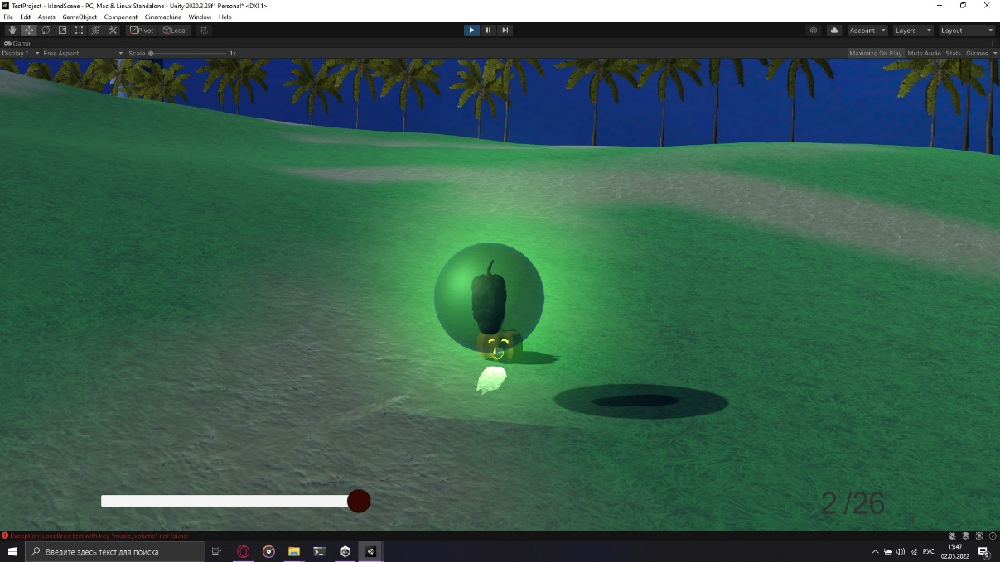 TestProject - IslandScene - PC, Mac & Linux Standalone - Unity 2020.3.28f1 Personal* <DX11>
File Edit Assets GameObject Component Cinemachine Window Help
Pivot Local Account Layers Layout
Game
Display 1 Free Aspect Scale 1x Maximize On Play Mute Audio Stats Gizmos
2 /26
Exception: Localized text with key "music_volume" not found
Введите здесь текст для поиска
РУС
15:47
02.05.2022